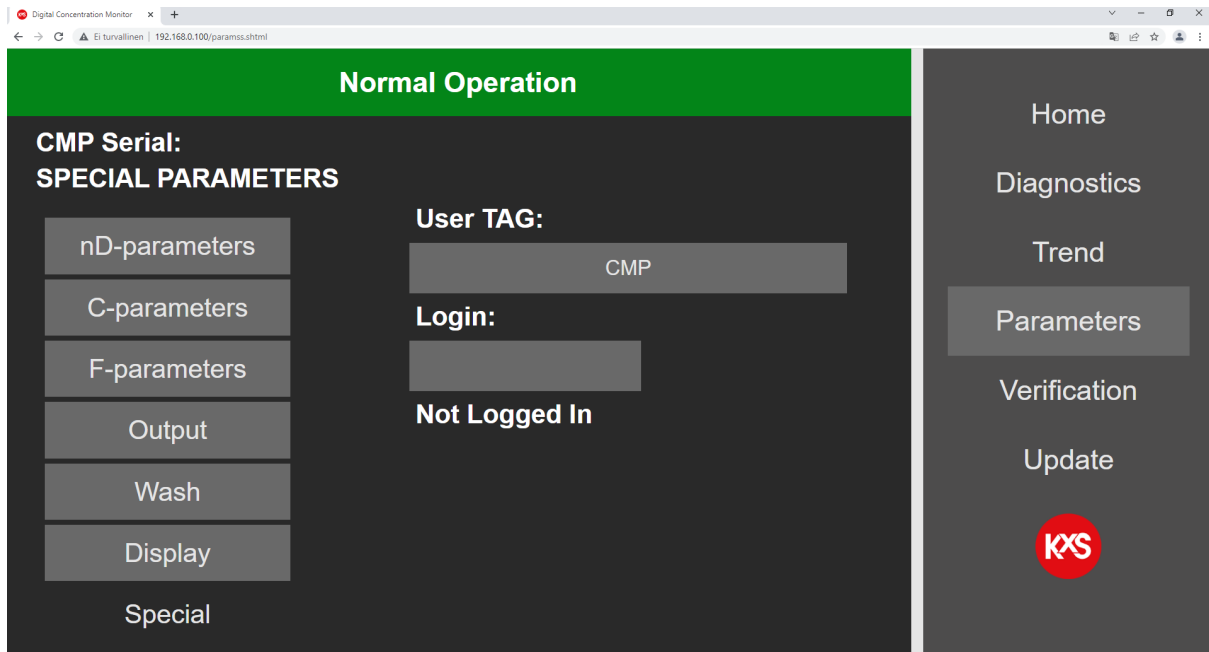 Digital Concentration Monitor
Ei turvallinen | 192.168.0.100/paramss.shtml
Normal Operation
CMP Serial:
SPECIAL PARAMETERS
nD-parameters
C-parameters
F-parameters
Output
Wash
Display
Special
User TAG:
CMP
Login:
Not Logged In
Home
Diagnostics
Trend
Parameters
Verification
Update
KXS